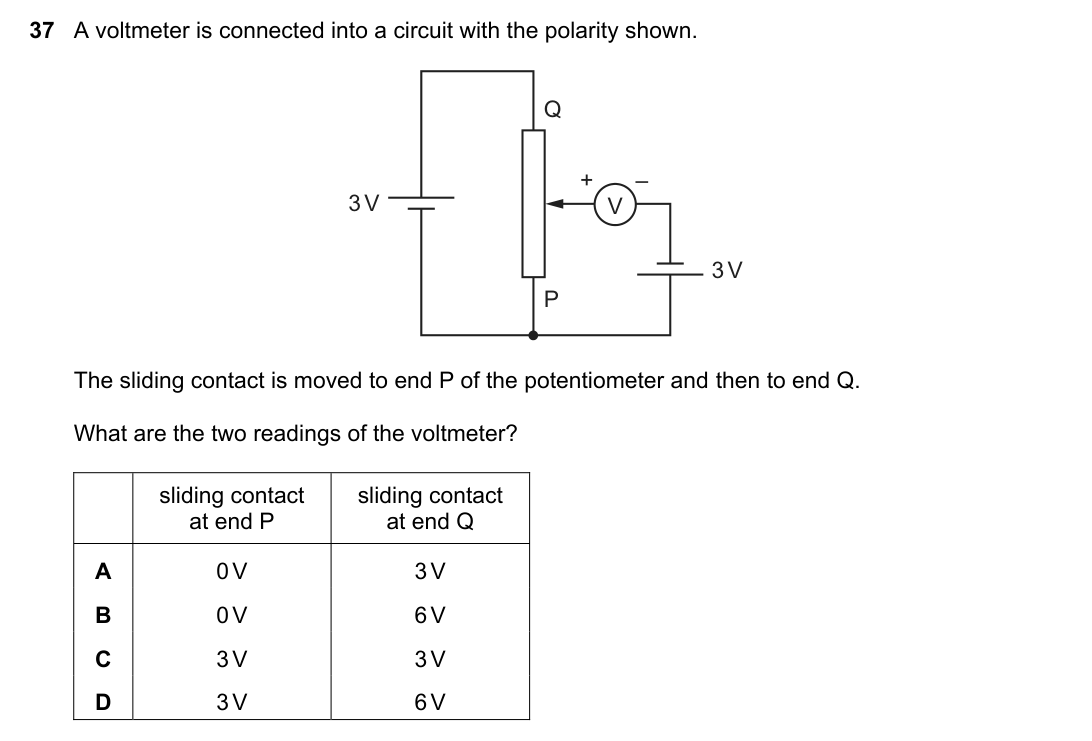 37 A voltmeter is connected into a circuit with the polarity shown.
Q
+ –
3 V
V
3 V
P
The sliding contact is moved to end P of the potentiometer and then to end Q.
What are the two readings of the voltmeter?
sliding contact at end P
sliding contact at end Q
A 0 V 3 V
B 0 V 6 V
C 3 V 3 V
D 3 V 6 V